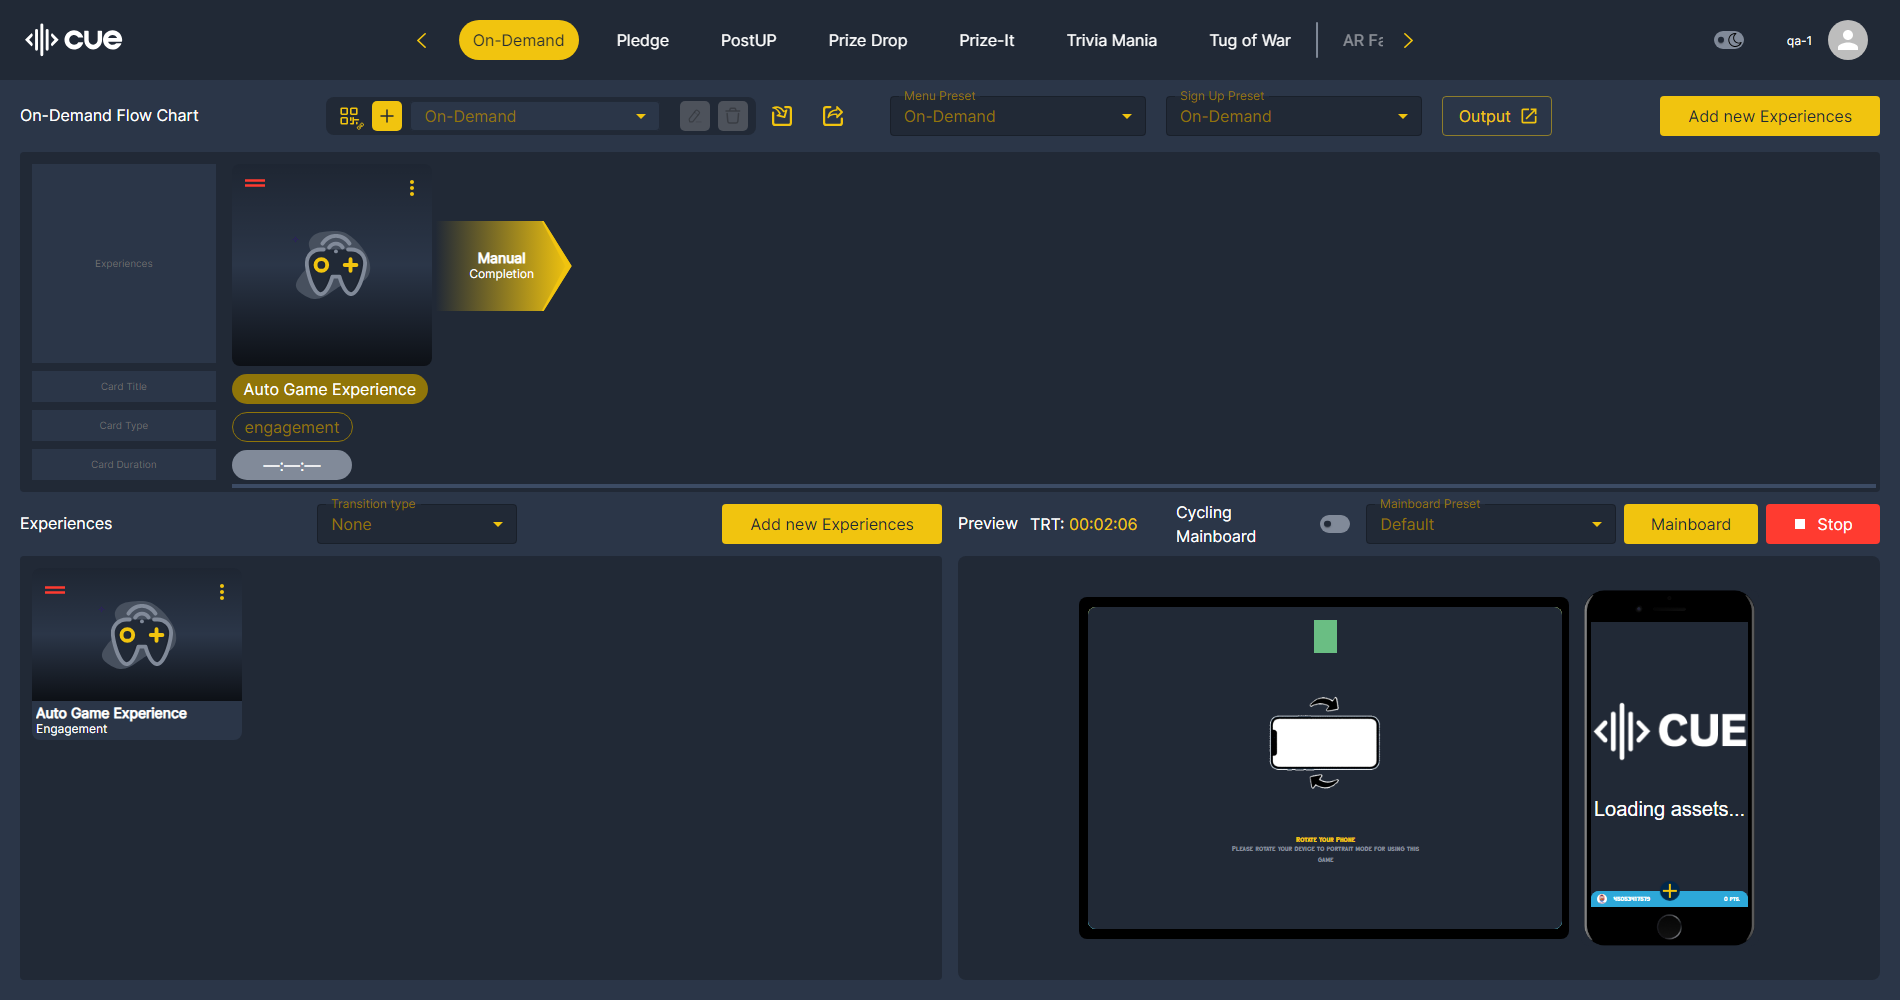 cue
On-Demand
Pledge
PostUP
Prize Drop
Prize-It
Trivia Mania
Tug of War
AR Fa
qa-1
On-Demand Flow Chart
On-Demand
Menu Preset
On-Demand
Sign Up Preset
On-Demand
Output
Add new Experiences
Experiences
Manual
Completion
Card Title
Auto Game Experience
Card Type
engagement
Card Duration
—:—:—
Experiences
Transition type
None
Add new Experiences
Preview
TRT: 00:02:06
Cycling
Mainboard
Mainboard Preset
Default
Mainboard
Stop
Auto Game Experience
Engagement
Rotate Your Phone
Please rotate your device to portrait mode for using this
game
CUE
Loading assets...
0 PTS.